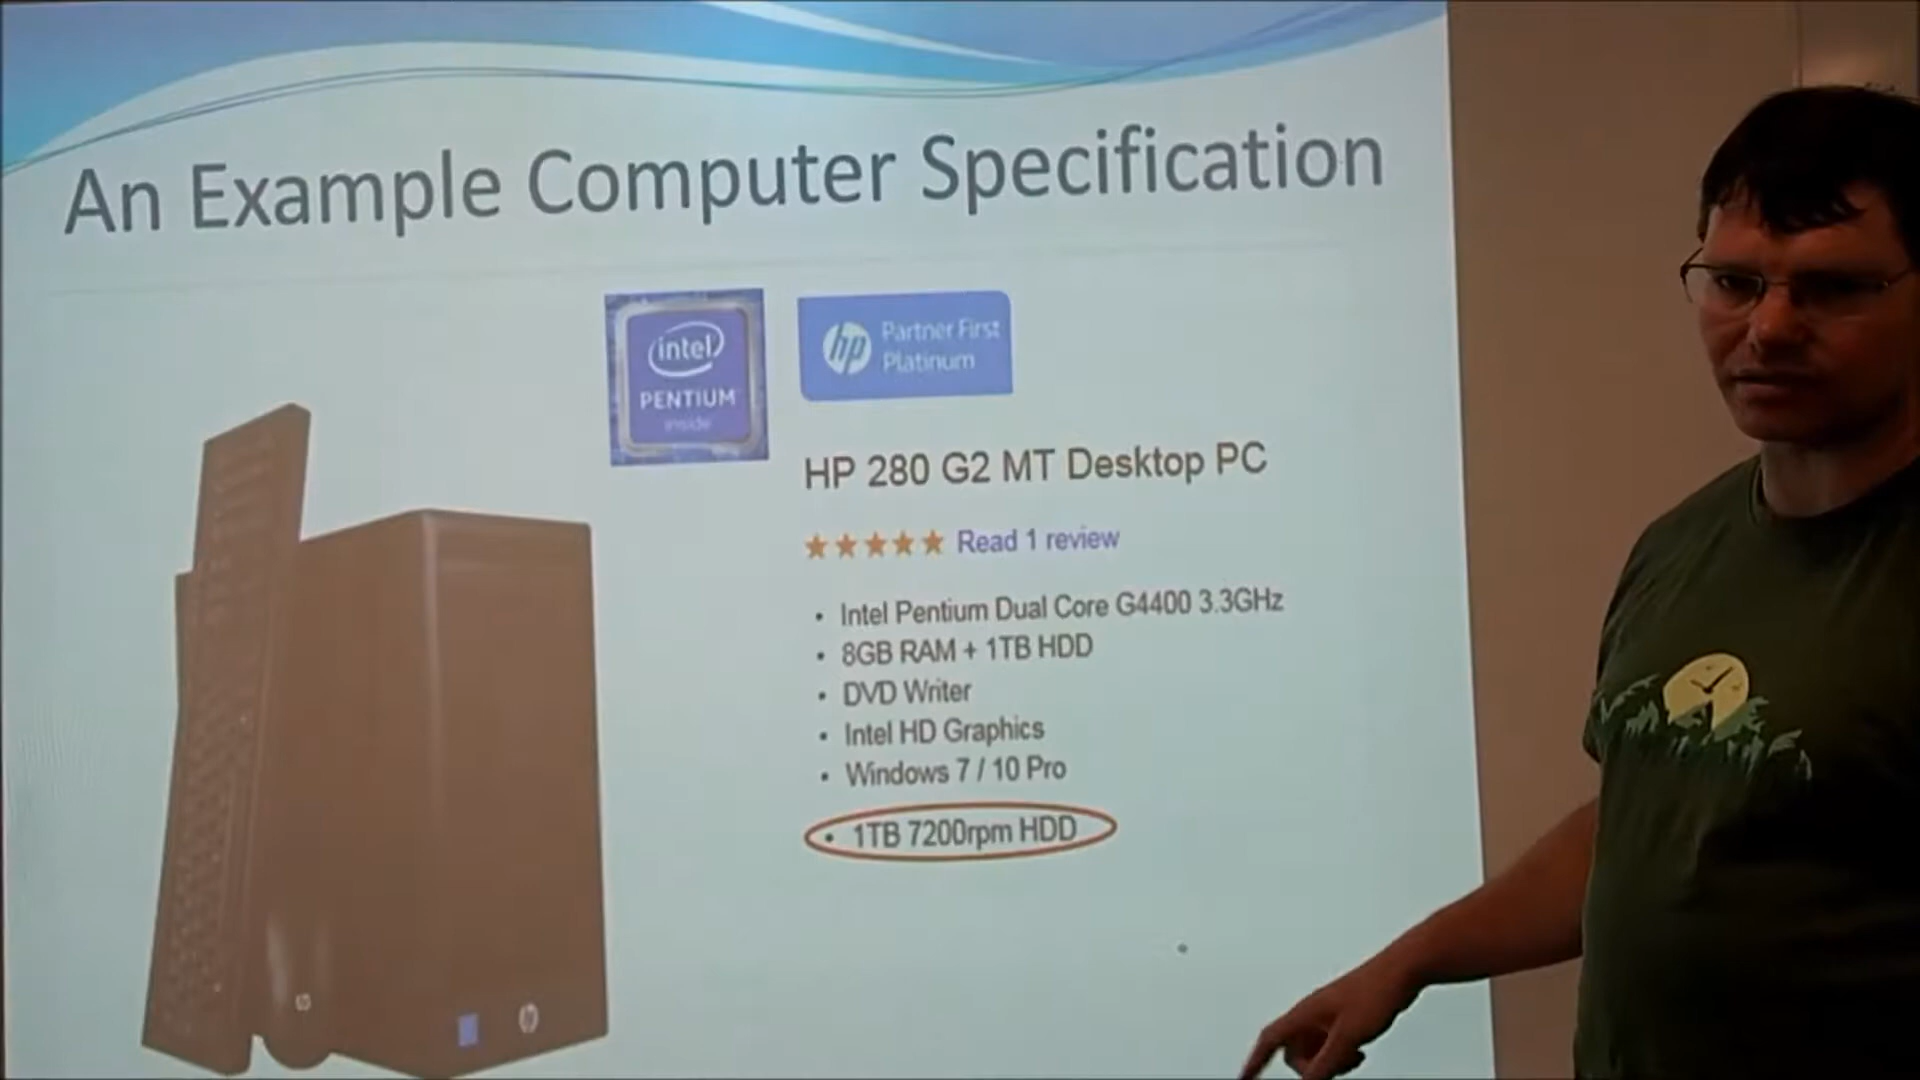 An Example Computer Specification
intel
PENTIUM
inside
hp
Partner First
Platinum
HP 280 G2 MT Desktop PC
Read 1 review
• Intel Pentium Dual Core G4400 3.3GHz
• 8GB RAM + 1TB HDD
• DVD Writer
• Intel HD Graphics
• Windows 7 / 10 Pro
• 1TB 7200rpm HDD
hp